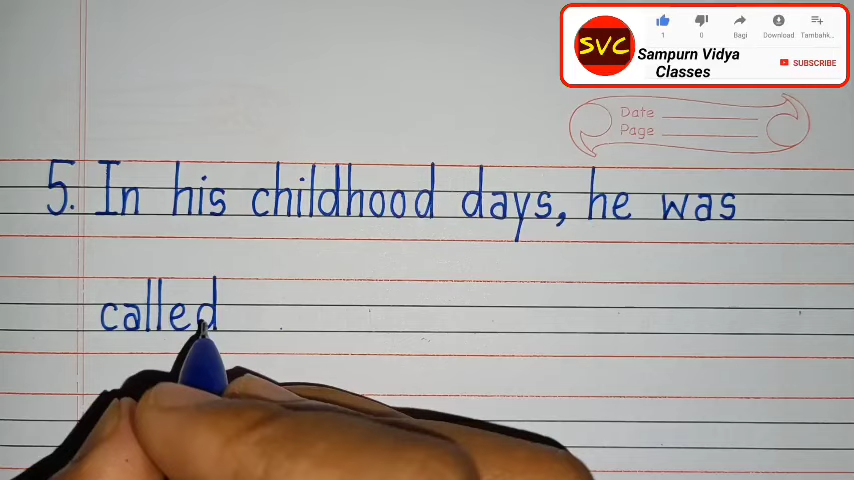 SVC
1
0
Bagi
Download
Tambahk...
Sampurn Vidya
Classes
SUBSCRIBE
Date
Page
5. In his childhood days, he was
called